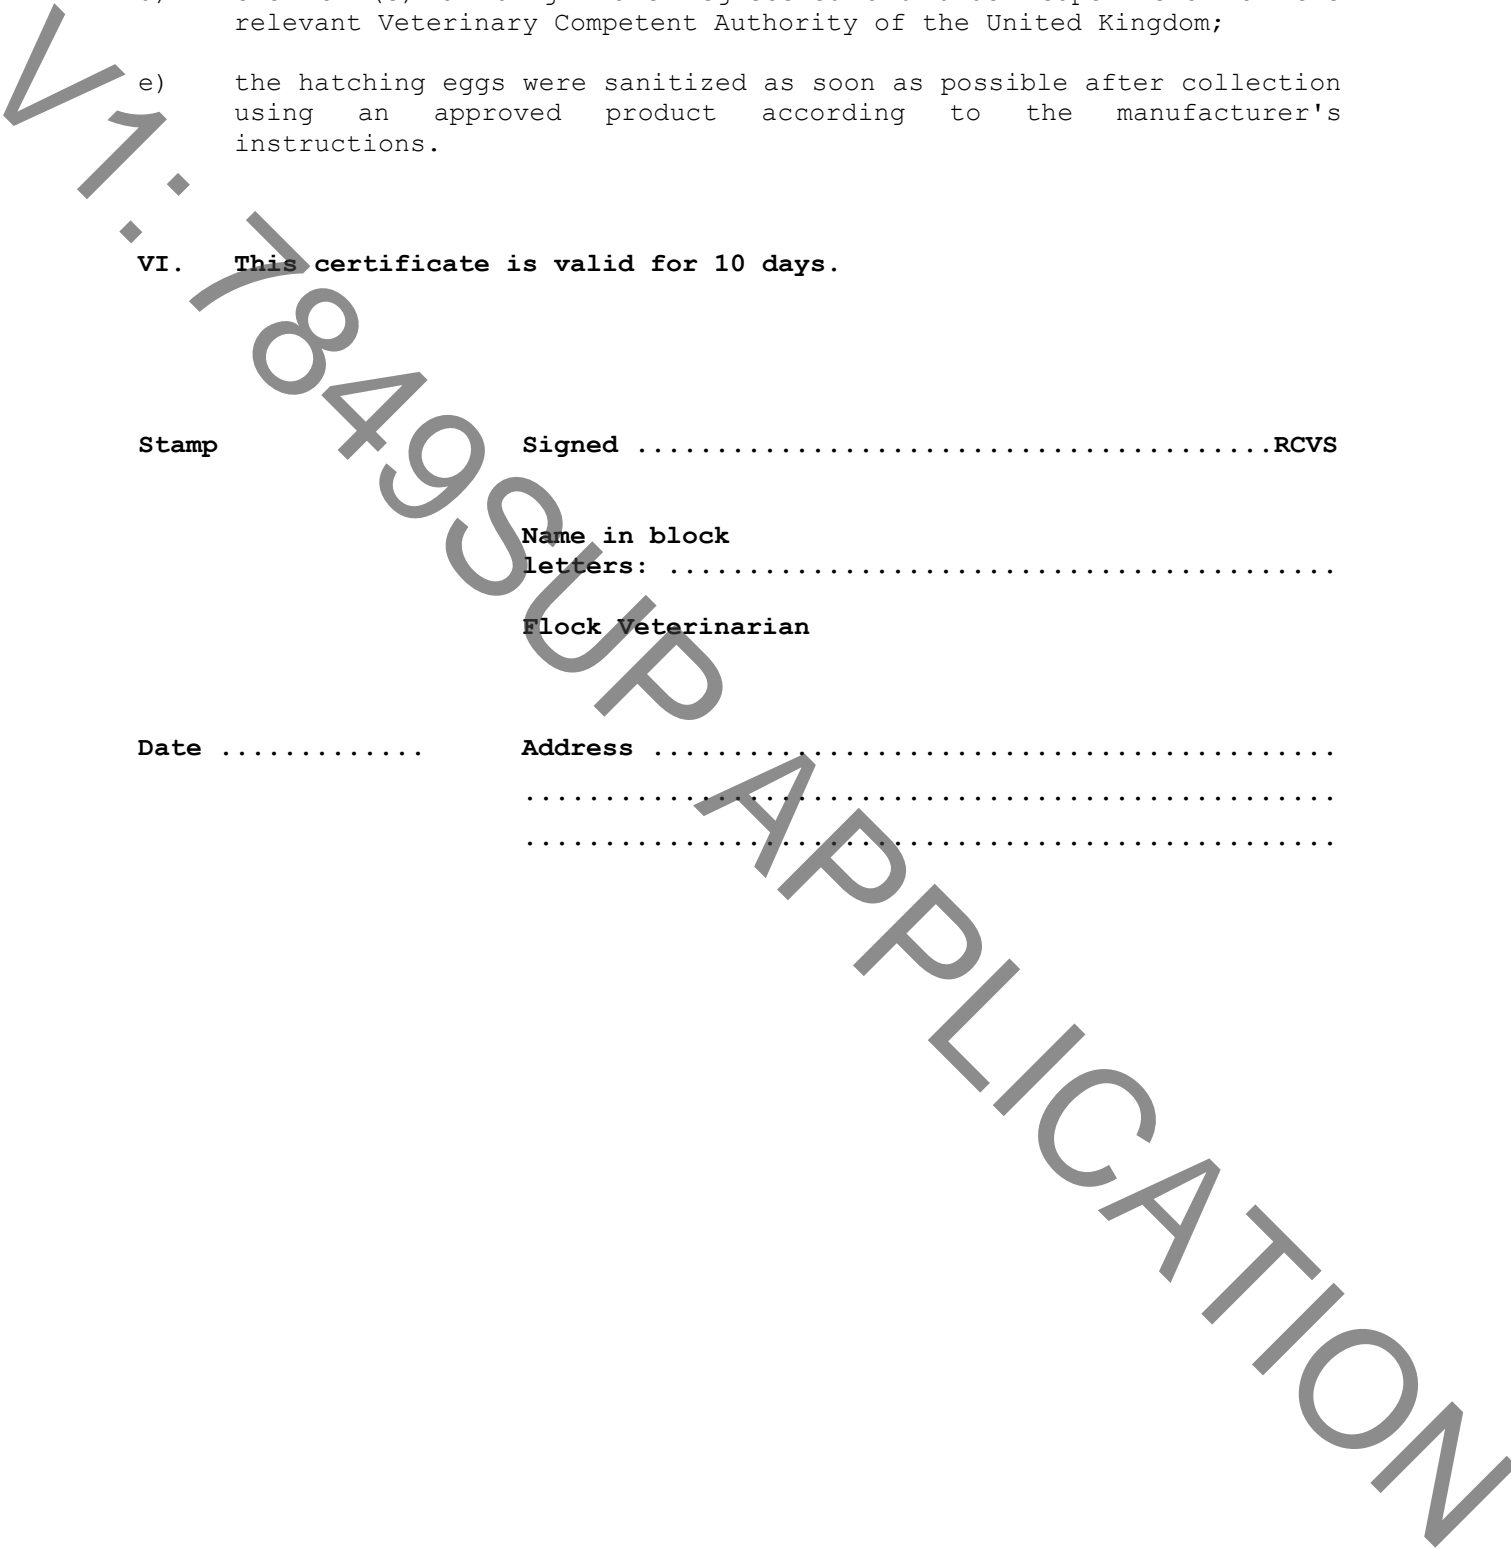 relevant Veterinary Competent Authority of the United Kingdom;
e) the hatching eggs were sanitized as soon as possible after collection
using an approved product according to the manufacturer's
instructions.
VI. This certificate is valid for 10 days.
Stamp Signed ........................................RCVS
Name in block
letters: ..........................................
Flock Veterinarian
Date ............. Address ...........................................
...................................................
...................................................
V1: 7849SUP APPLICATION